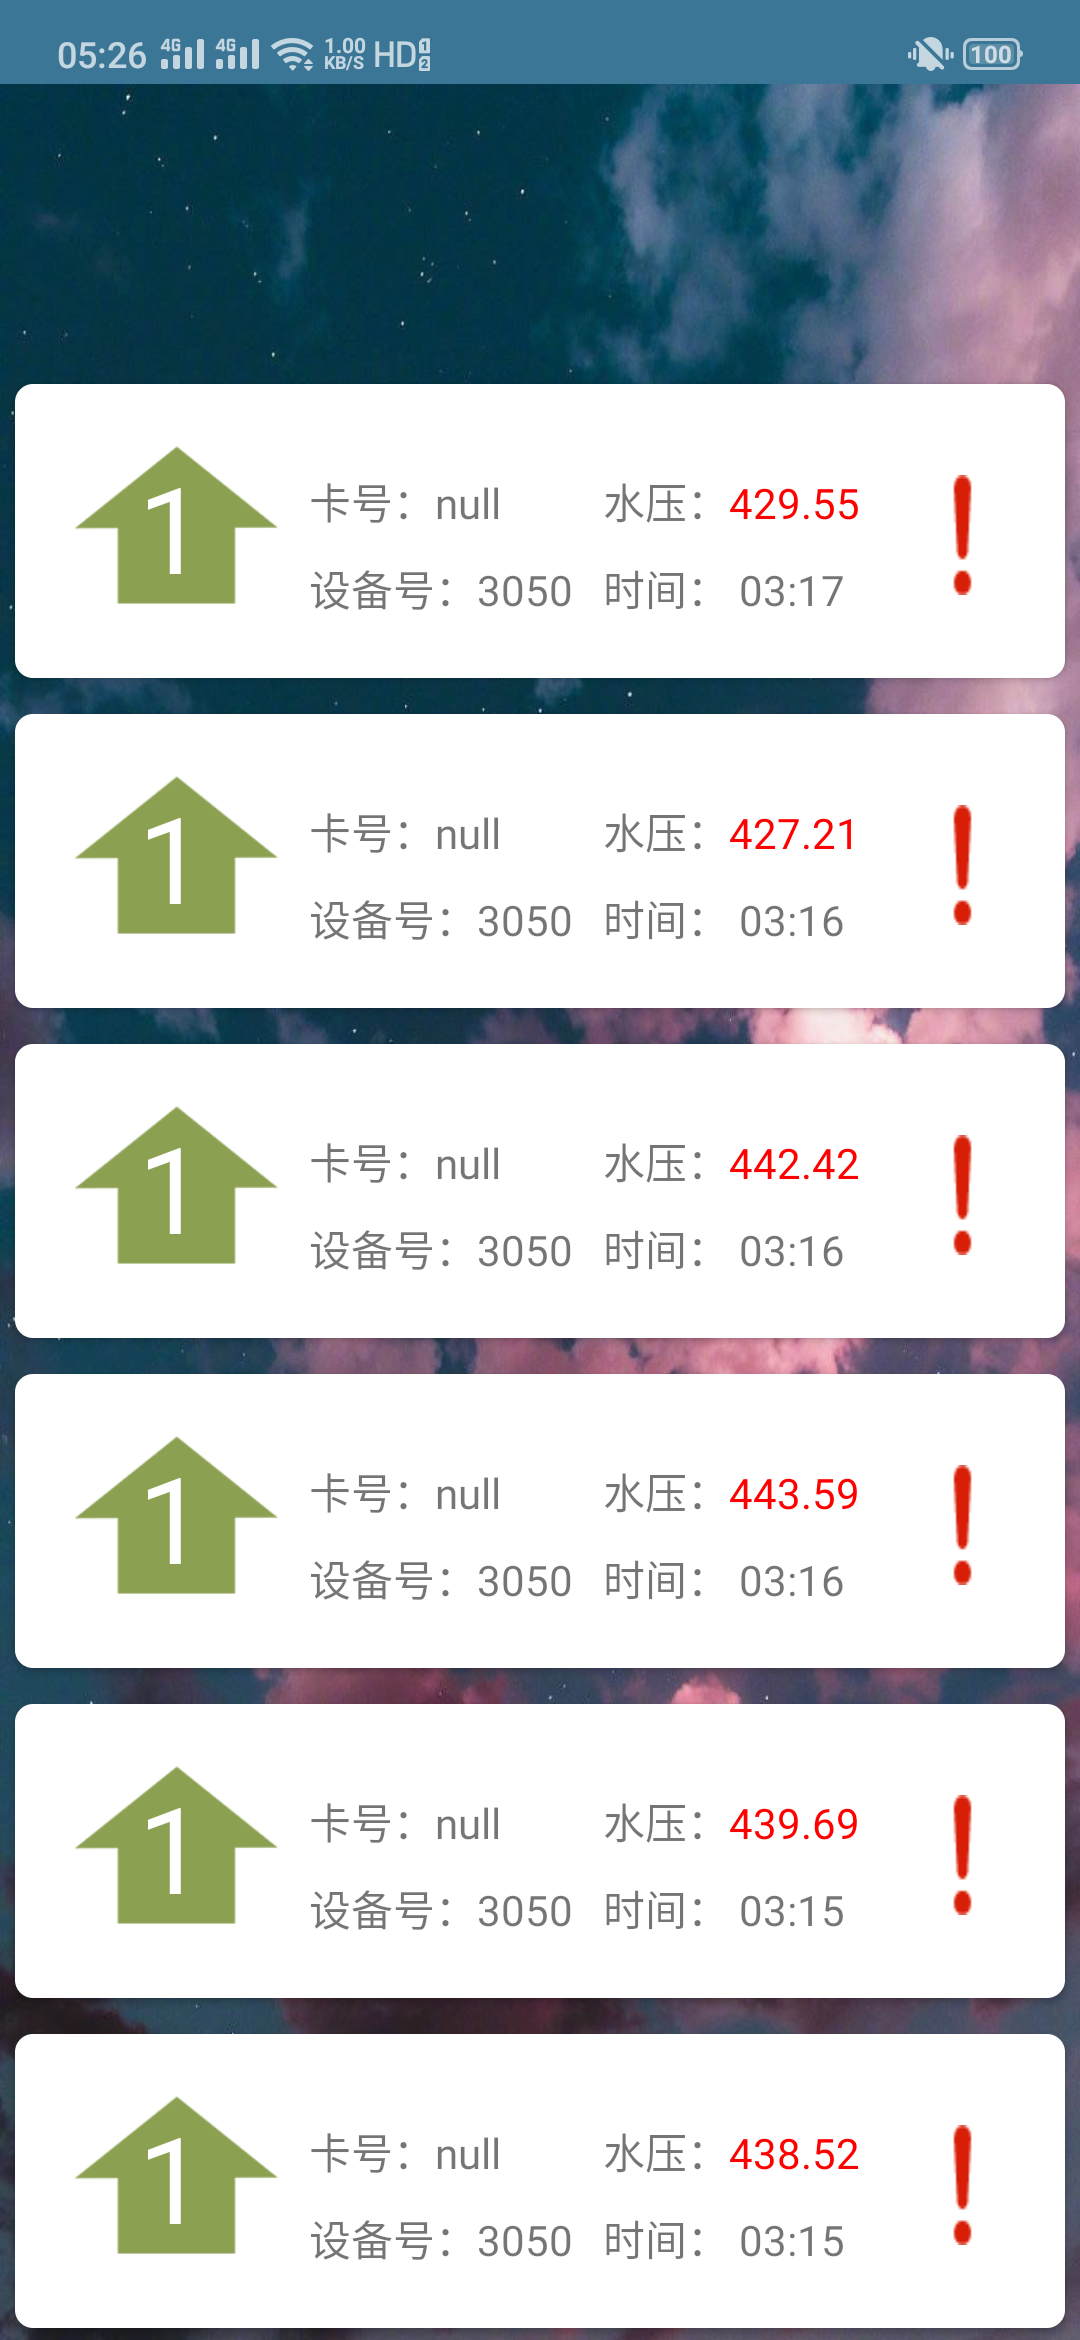 05:26 4G 4G 1.00 KB/S HD 1 2 100
1 卡号：null 水压：429.55
设备号：3050 时间： 03:17
1 卡号：null 水压：427.21
设备号：3050 时间： 03:16
1 卡号：null 水压：442.42
设备号：3050 时间： 03:16
1 卡号：null 水压：443.59
设备号：3050 时间： 03:16
1 卡号：null 水压：439.69
设备号：3050 时间： 03:15
1 卡号：null 水压：438.52
设备号：3050 时间： 03:15